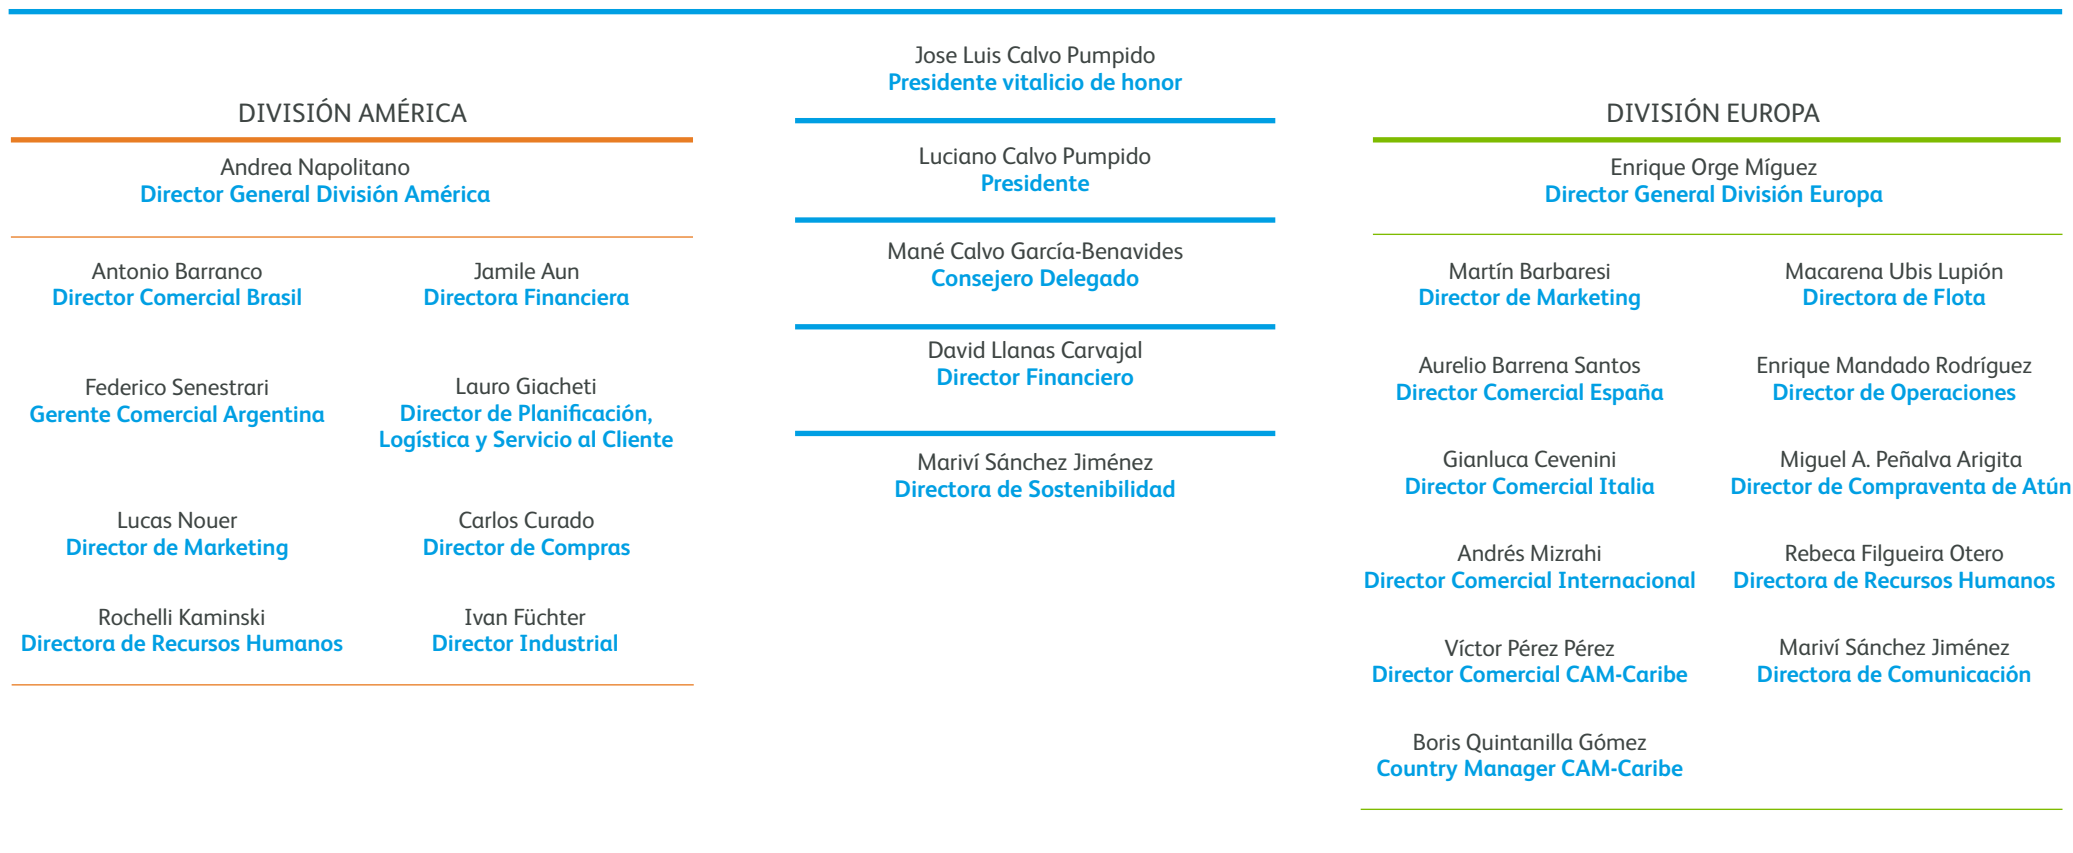 DIVISIÓN AMÉRICA
Andrea Napolitano
Director General División América
Antonio Barranco
Director Comercial Brasil
Jamile Aun
Directora Financiera
Federico Senestrari
Gerente Comercial Argentina
Lauro Giacheti
Director de Planificación,
Logística y Servicio al Cliente
Lucas Nouer
Director de Marketing
Carlos Curado
Director de Compras
Rochelli Kaminski
Directora de Recursos Humanos
Ivan Füchter
Director Industrial
Jose Luis Calvo Pumpido
Presidente vitalicio de honor
Luciano Calvo Pumpido
Presidente
Mané Calvo García-Benavides
Consejero Delegado
David Llanas Carvajal
Director Financiero
Mariví Sánchez Jiménez
Directora de Sostenibilidad
DIVISIÓN EUROPA
Enrique Orge Míguez
Director General División Europa
Martín Barbaresi
Director de Marketing
Macarena Ubis Lupión
Directora de Flota
Aurelio Barrena Santos
Director Comercial España
Enrique Mandado Rodríguez
Director de Operaciones
Gianluca Cevenini
Director Comercial Italia
Miguel A. Peñalva Arigita
Director de Compraventa de Atún
Andrés Mizrahi
Director Comercial Internacional
Rebeca Filgueira Otero
Directora de Recursos Humanos
Víctor Pérez Pérez
Director Comercial CAM-Caribe
Mariví Sánchez Jiménez
Directora de Comunicación
Boris Quintanilla Gómez
Country Manager CAM-Caribe